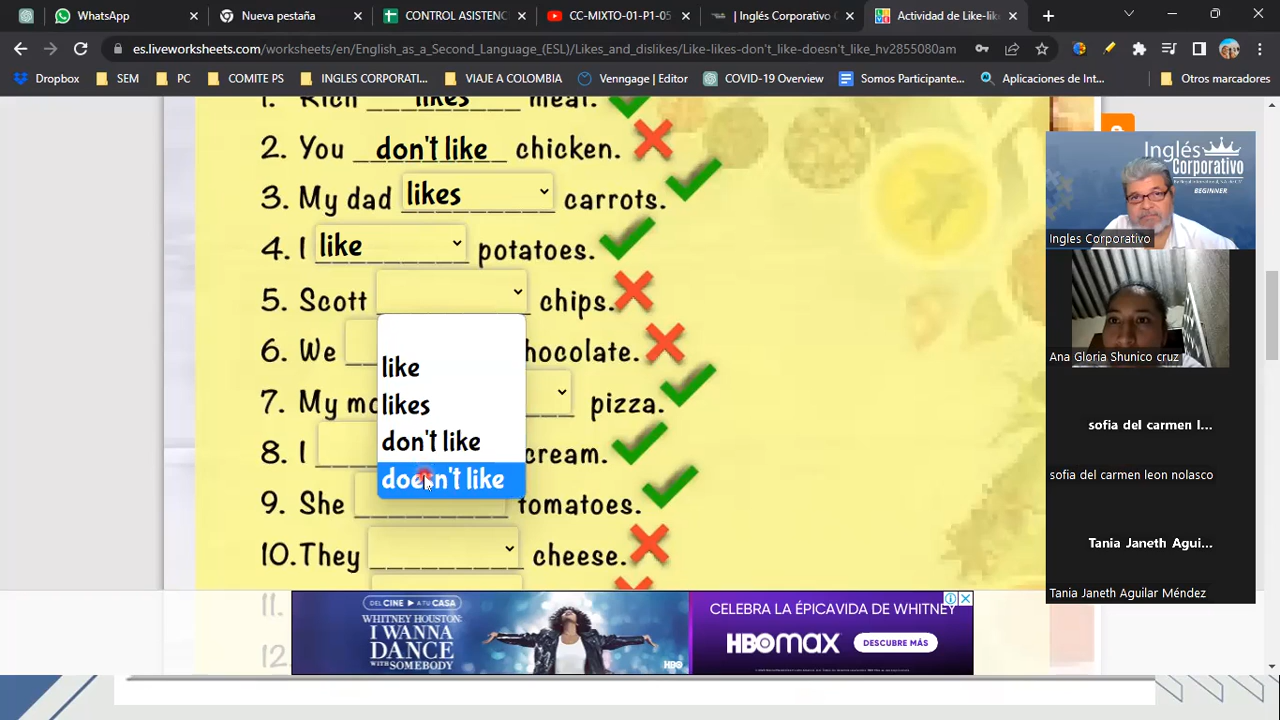 WhatsApp
Nueva pestaña
CONTROL ASISTENC
CC-MIXTO-01-P1-05
| Inglés Corporativo
Actividad de Like-lik
es.liveworksheets.com/worksheets/en/English_as_a_Second_Language_(ESL)/Likes_and_dislikes/Like-likes-don't_like-doesn't_like_hv2855080am
Dropbox
SEM
PC
COMITE PS
INGLES CORPORATI...
VIAJE A COLOMBIA
Venngage | Editor
COVID-19 Overview
Somos Participante...
Aplicaciones de Int...
Otros marcadores
1. Rich likes meat.
2. You don't like chicken.
3. My dad likes carrots.
4. I like potatoes.
5. Scott chips.
6. We hocolate.
like
likes
don't like
doesn't like
7. My mo pizza.
8. I cream.
9. She tomatoes.
10. They cheese.
11.
12.
DEL CINE A TU CASA
WHITNEY HOUSTON:
I WANNA
DANCE
WITH SOMEBODY
HBO
CELEBRA LA ÉPICAVIDA DE WHITNEY
HBOMAX
DESCUBRE MÁS
Inglés
Corporativo
BEGINNER
Ingles Corporativo
Ana Gloria Shunico cruz
sofia del carmen l...
sofia del carmen leon nolasco
Tania Janeth Agui...
Tania Janeth Aguilar Méndez